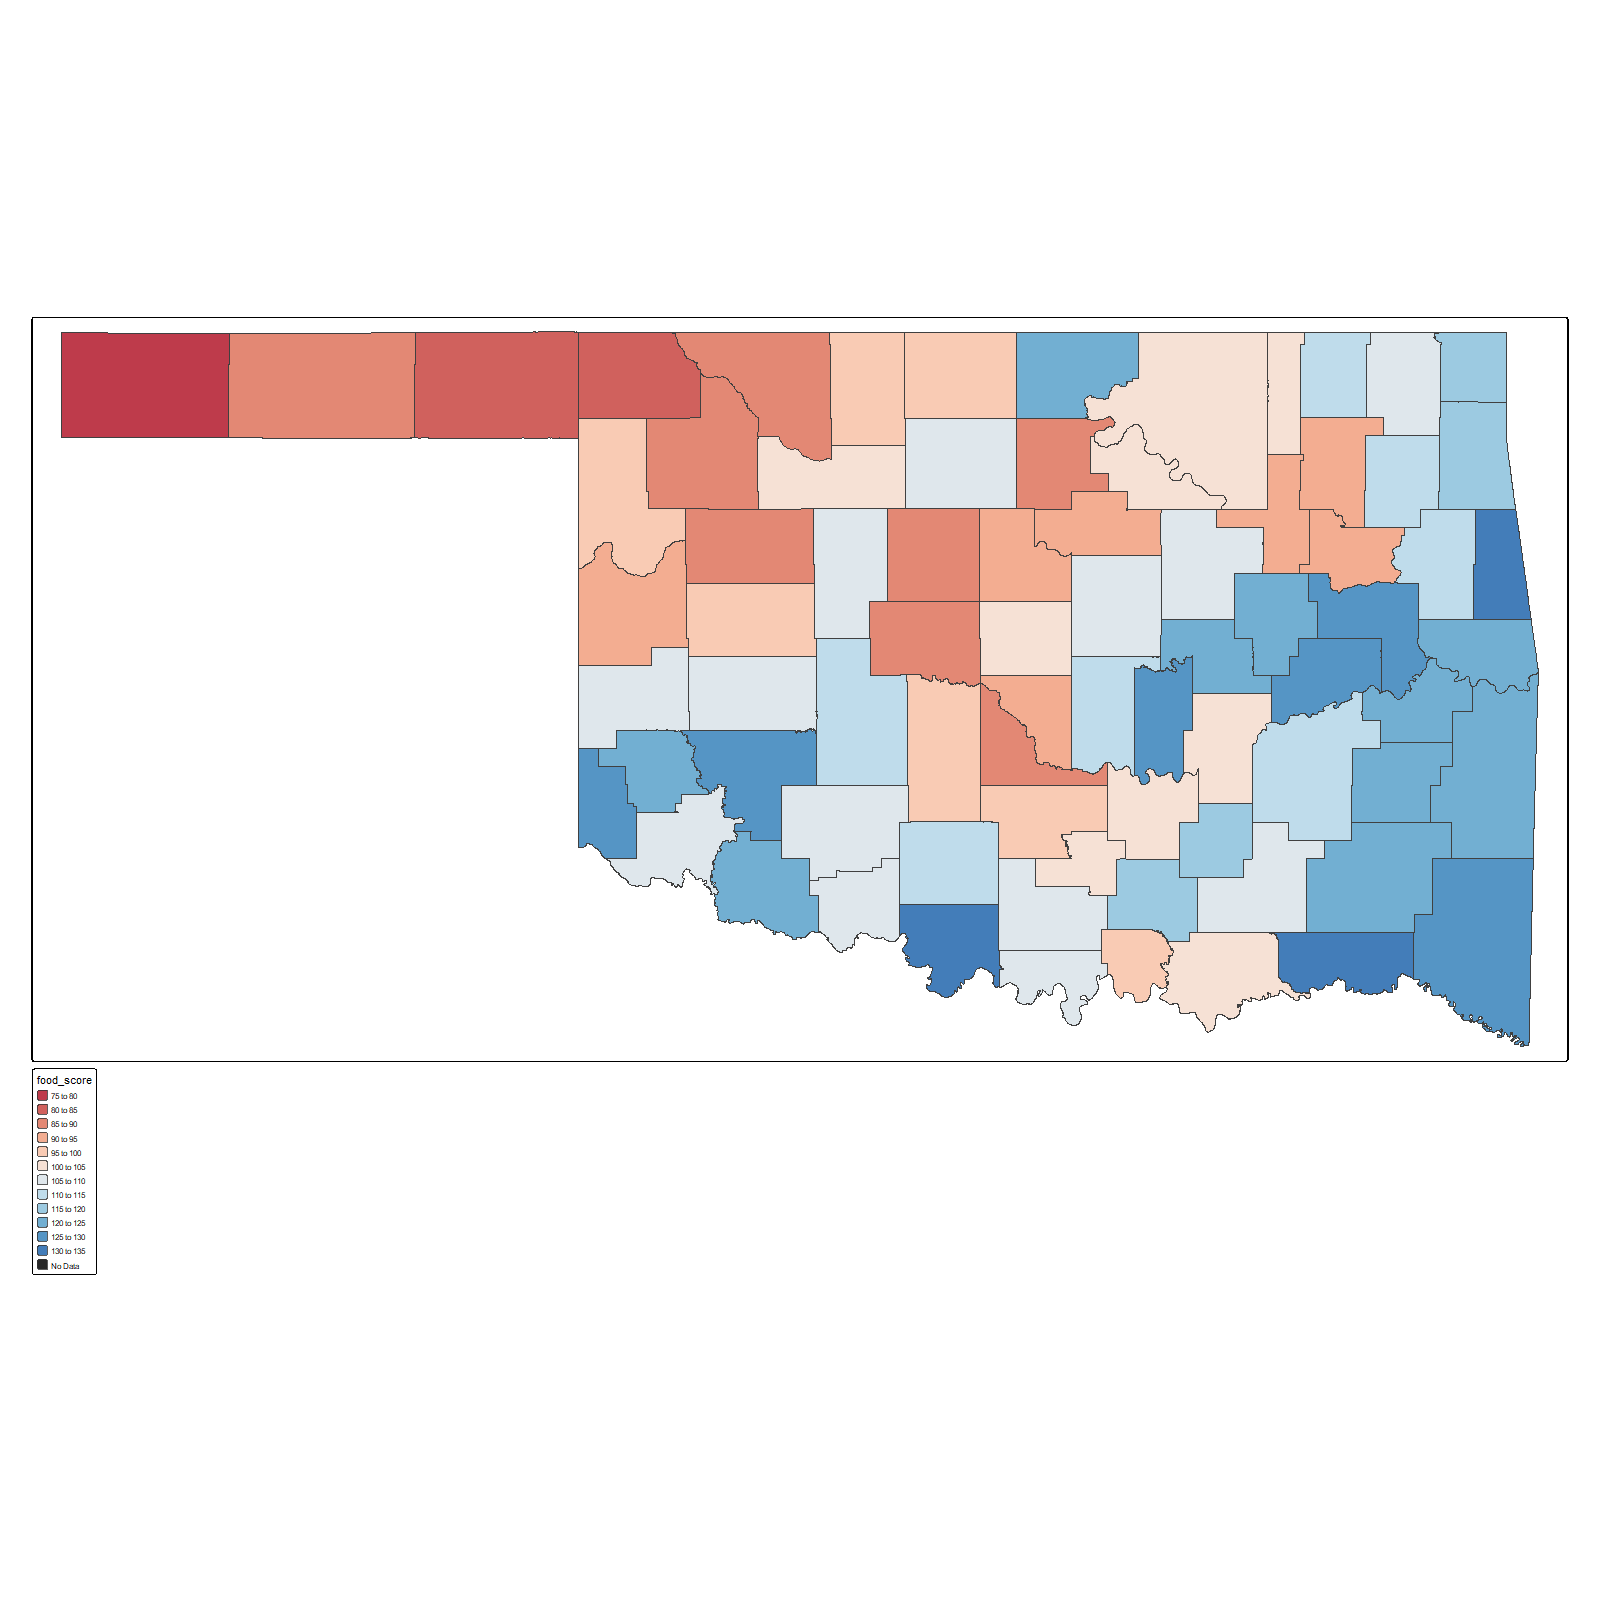 food_score
75 to 80
80 to 85
85 to 90
90 to 95
95 to 100
100 to 105
105 to 110
110 to 115
115 to 120
120 to 125
125 to 130
130 to 135
No Data